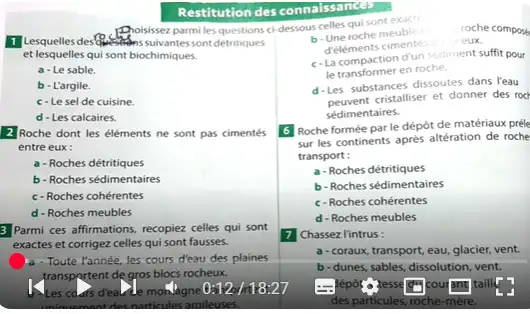 Restitution des connaissances
Choisissez parmi les questions ci-dessous celles qui sont exactes
1 Lesquelles des questions suivantes sont détritiques
roches
et lesquelles qui sont biochimiques.
a - Le sable.
b - L'argile.
c - Le sel de cuisine.
d - Les calcaires.
2 Roche dont les éléments ne sont pas cimentés
entre eux :
a - Roches détritiques
b - Roches sédimentaires
c - Roches cohérentes
d - Roches meubles
3 Parmi ces affirmations, recopiez celles qui sont
exactes et corrigez celles qui sont fausses.
a - Toute l'année, les cours d'eau des plaines
transportent de gros blocs rocheux.
b - Les cours d'eau de montagne
uniquement des particules argileuses.
b - Une roche meuble roche compos
d'éléments cimentés eux.
c - La compaction d'un sédiment suffit pour
le transformer en roche.
d - Les substances dissoutes dans l'eau
peuvent cristalliser et donner des roc
sédimentaires.
6 Roche formée par le dépôt de matériaux préle
sur les continents après altération de roche
transport :
a - Roches détritiques
b - Roches sédimentaires
c - Roches cohérentes
d - Roches meubles
7 Chassez l'intrus :
a - coraux, transport, eau, glacier, vent.
b - dunes, sables, dissolution, vent.
dépôt, vitesse du courant, taille
des particules, roche-mère.
0:12 / 18:27